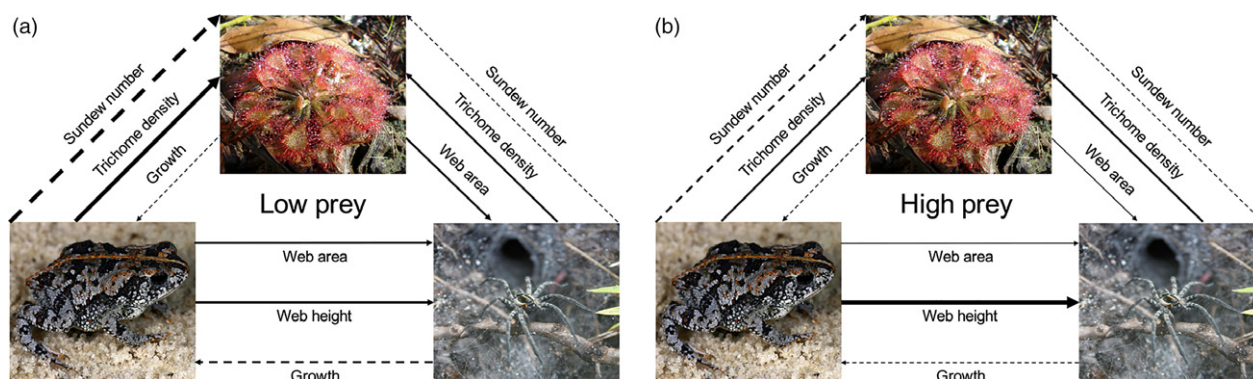 (a)
Sundew number
Trichome density
Growth
Sundew number
Trichome density
Web area
Low prey
Web area
Web height
Growth
(b)
Sundew number
Trichome density
Growth
Sundew number
Trichome density
Web area
High prey
Web area
Web height
Growth